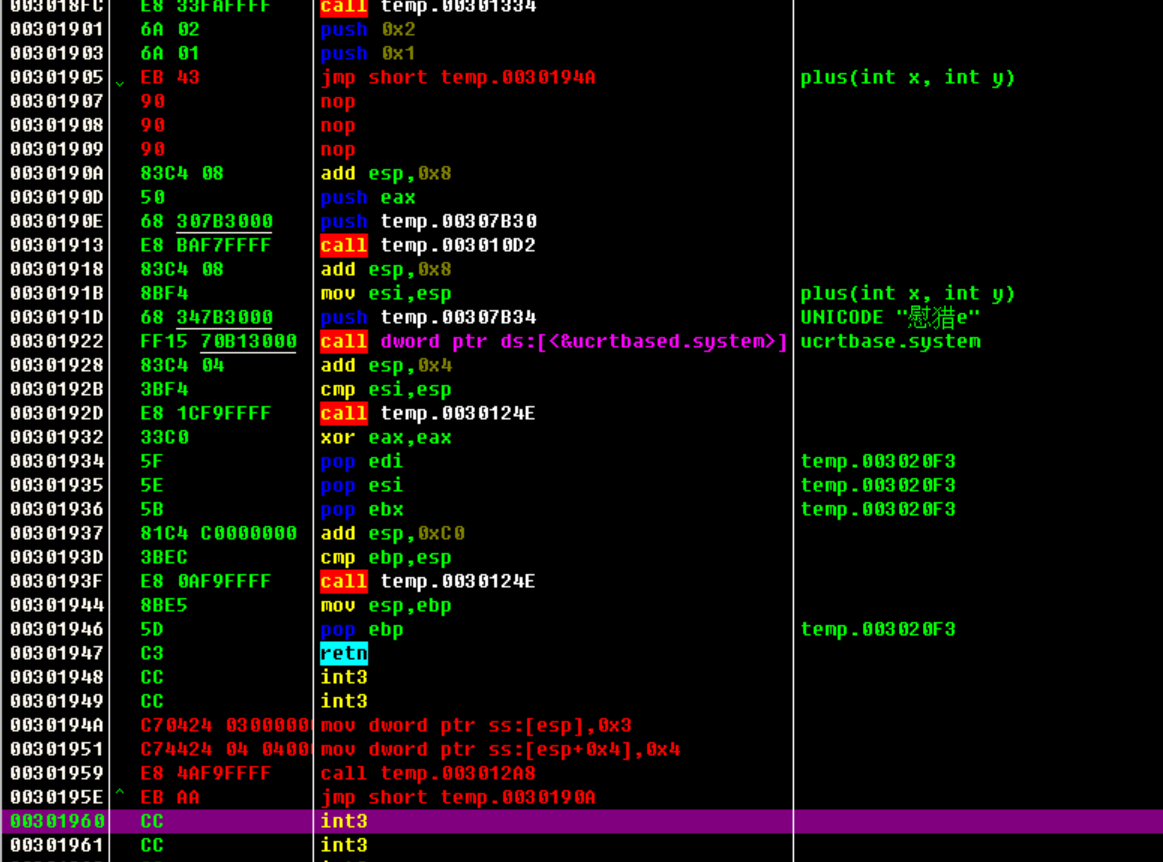 003018FC E8 33FAFFFF call temp.00301334
00301901 6A 02 push 0x2
00301903 6A 01 push 0x1
00301905 EB 43 jmp short temp.0030194A plus(int x, int y)
00301907 90 nop
00301908 90 nop
00301909 90 nop
0030190A 83C4 08 add esp,0x8
0030190D 50 push eax
0030190E 68 307B3000 push temp.00307B30
00301913 E8 BAF7FFFF call temp.003010D2
00301918 83C4 08 add esp,0x8
0030191B 8BF4 mov esi,esp plus(int x, int y)
0030191D 68 347B3000 push temp.00307B34 UNICODE "慰猎e"
00301922 FF15 70B13000 call dword ptr ds:[<&ucrtbased.system>] ucrtbase.system
00301928 83C4 04 add esp,0x4
0030192B 3BF4 cmp esi,esp
0030192D E8 1CF9FFFF call temp.0030124E
00301932 33C0 xor eax,eax
00301934 5F pop edi temp.003020F3
00301935 5E pop esi temp.003020F3
00301936 5B pop ebx temp.003020F3
00301937 81C4 C0000000 add esp,0xC0
0030193D 3BEC cmp ebp,esp
0030193F E8 0AF9FFFF call temp.0030124E
00301944 8BE5 mov esp,ebp
00301946 5D pop ebp temp.003020F3
00301947 C3 retn
00301948 CC int3
00301949 CC int3
0030194A C70424 0300000 mov dword ptr ss:[esp],0x3
00301951 C74424 04 0400 mov dword ptr ss:[esp+0x4],0x4
00301959 E8 4AF9FFFF call temp.003012A8
0030195E EB AA jmp short temp.0030190A
00301960 CC int3
00301961 CC int3